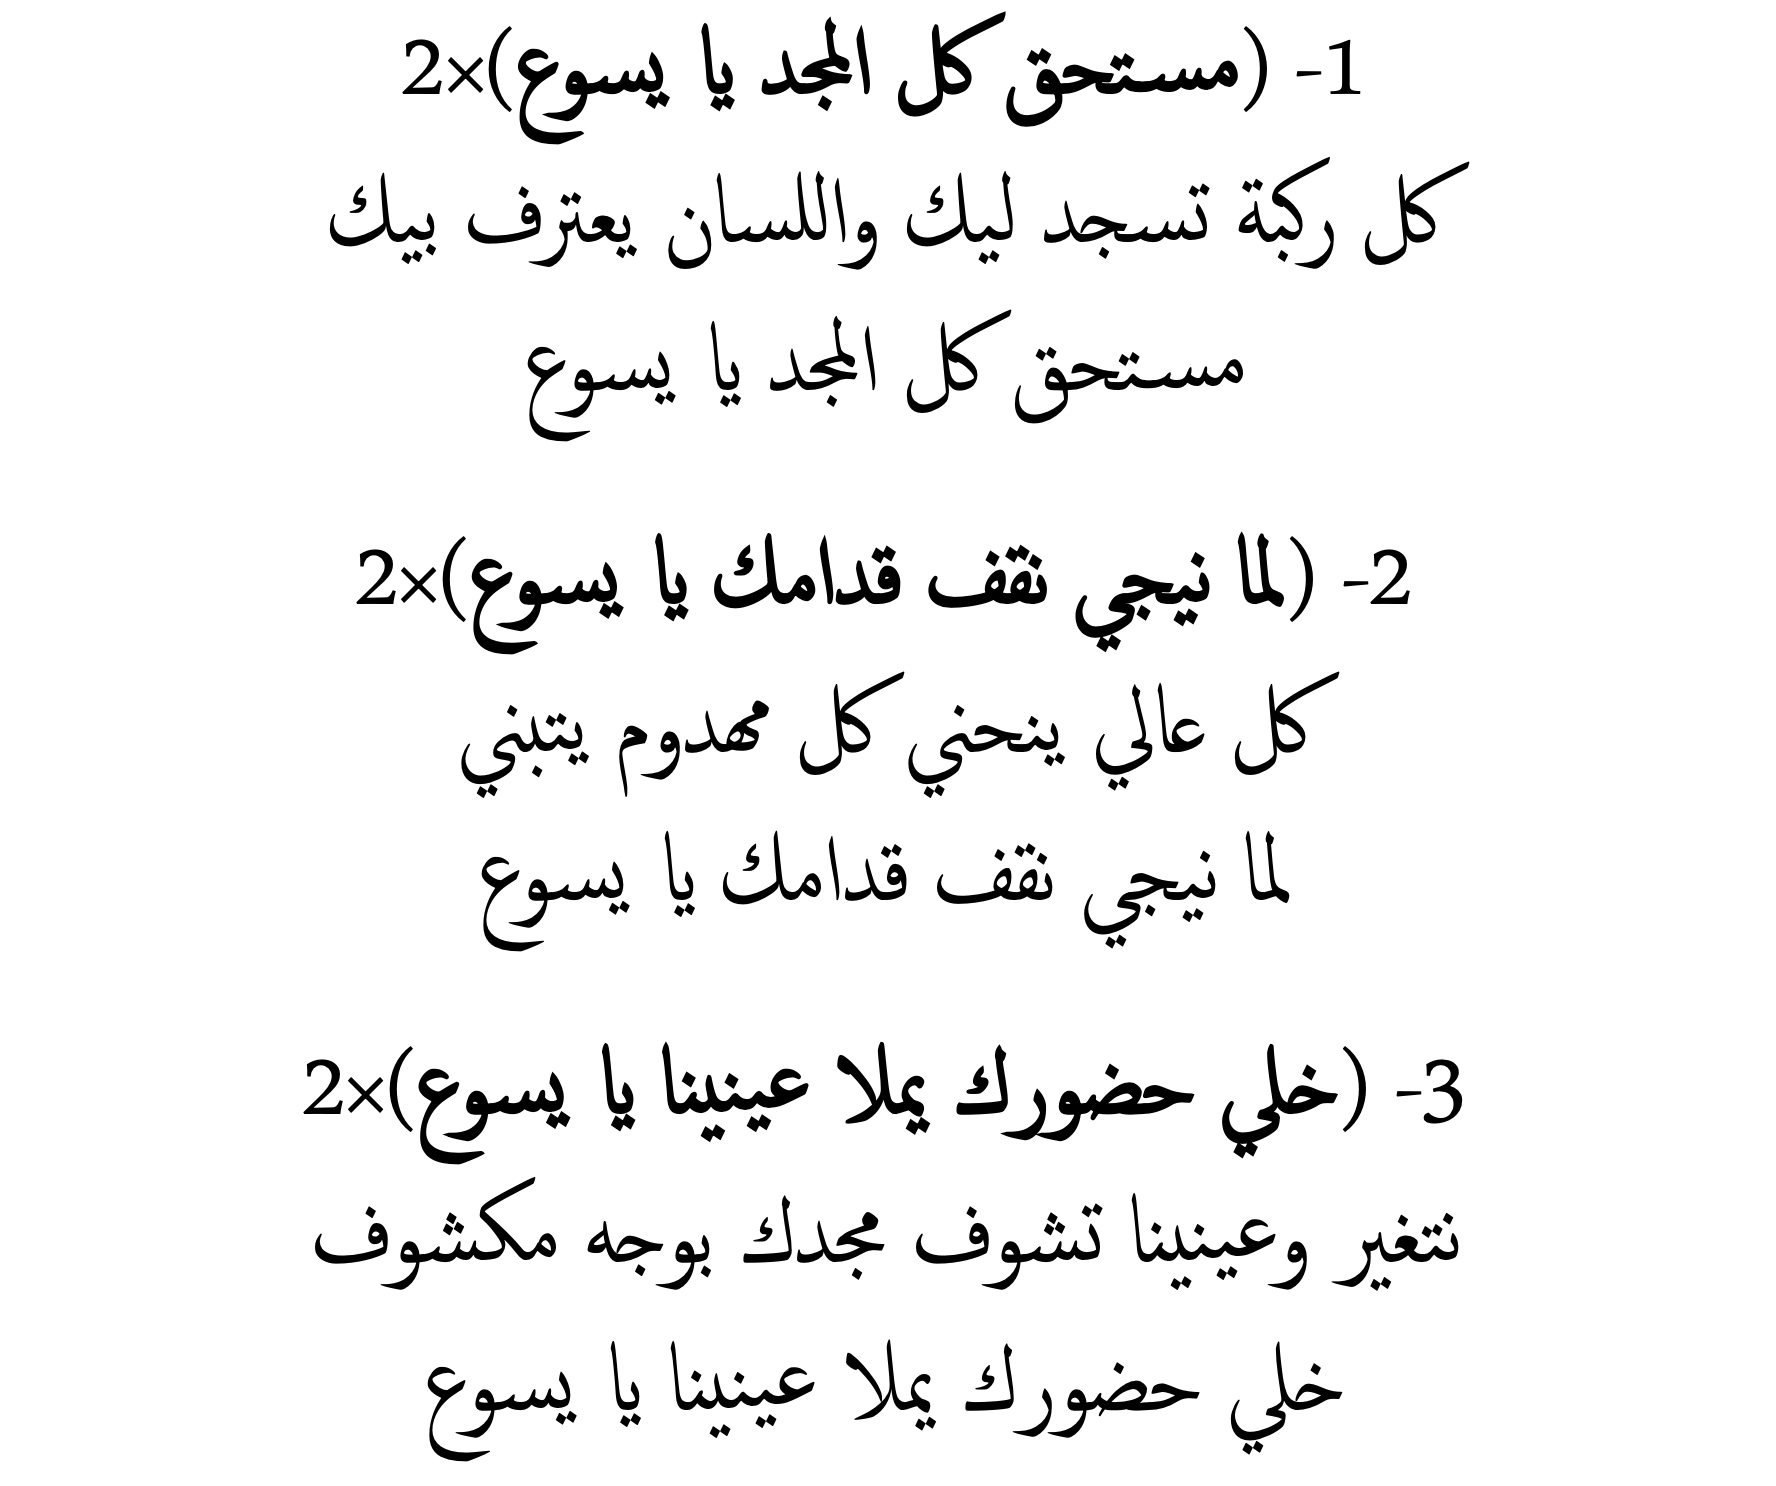 1- (مستحق كل المجد يا يسوع)×2
كل ركبة تسجد ليك واللسان يعترف بيك
مستحق كل المجد يا يسوع
2- (لما نيجي نقف قدامك يا يسوع)×2
كل عالي ينحني كل مهدوم يتبني
لما نيجي نقف قدامك يا يسوع
3- (خلي حضورك يملا عينينا يا يسوع)×2
نتغير وعينينا تشوف مجدك بوجه مكشوف
خلي حضورك يملا عينينا يا يسوع